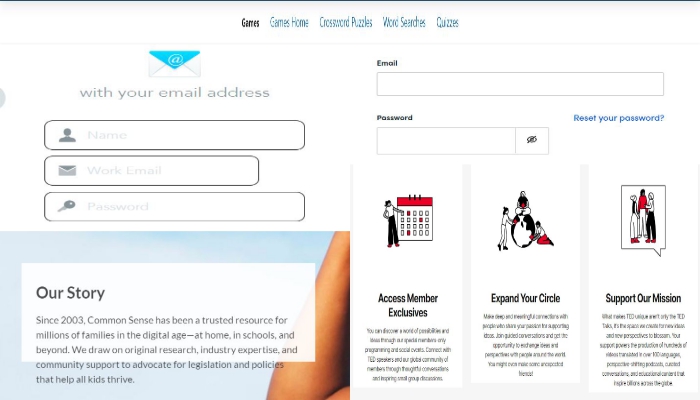 Games Games Home Crossword Puzzles Word Searches Quizzes
@
with your email address
Name
Work Email
Password
Email
Password Reset your password?
Our Story
Since 2003, Common Sense has been a trusted resource for
millions of families in the digital age—at home, in schools, and
beyond. We draw on original research, industry expertise, and
community support to advocate for legislation and policies
that help all kids thrive.
Access Member
Exclusives
You can discover a world of possibilities and
ideas through our special members-only
programming and social events. Connect with
TED speakers and our global community of
members through thoughtful conversations
and inspiring small group discussions.
Expand Your Circle
Make deep and meaningful connections with
people who share your passion for supporting
ideas. Join guided conversations and get the
opportunity to exchange ideas and
perspectives with people around the world.
You might even make some unexpected
friends!
Support Our Mission
What makes TED unique aren't only the TED
Talks, it's the space we create for new ideas
and new perspectives to blossom. Your
support powers the production of hundreds of
videos translated in over 100 languages,
perspective-shifting podcasts, curated
conversations, and educational content that
inspire billions across the globe.